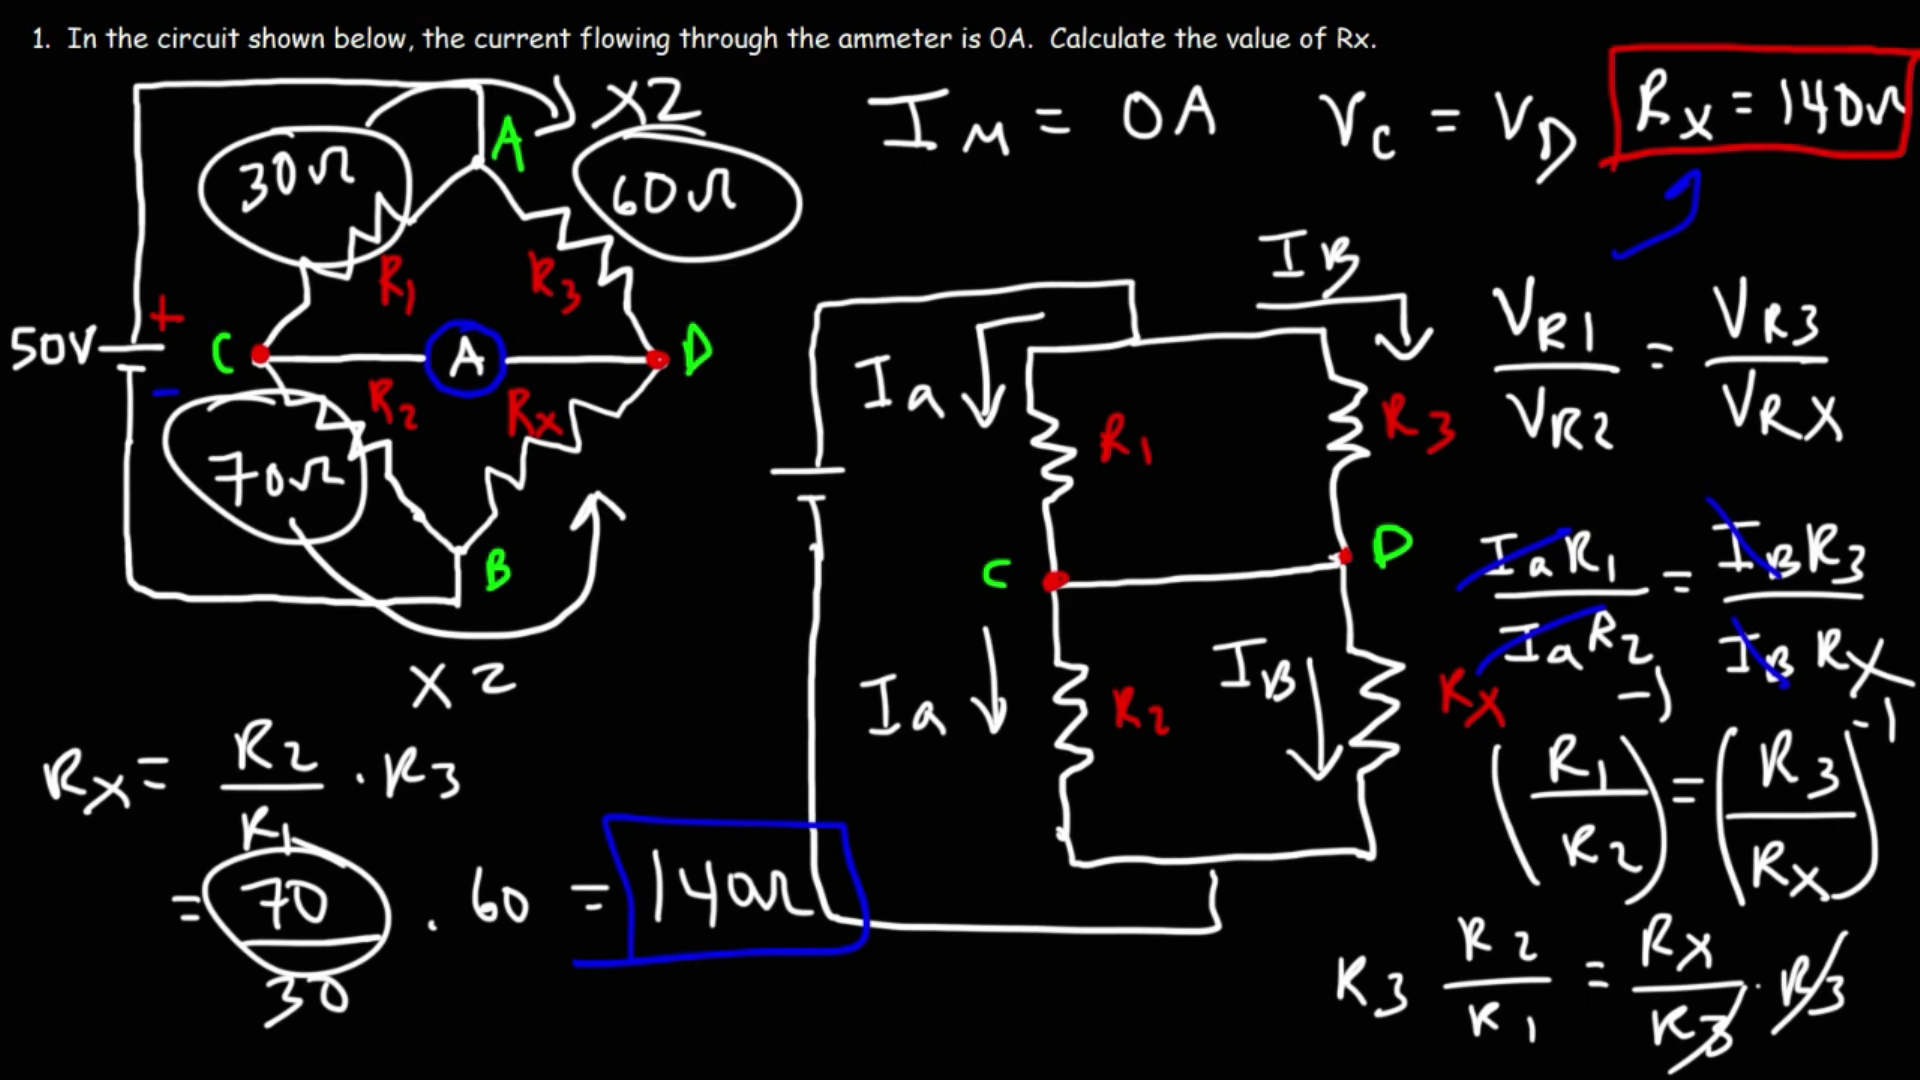 1. In the circuit shown below, the current flowing through the ammeter is 0A. Calculate the value of Rx.
30Ω
A
X2
60Ω
R1
R3
50V
+
-
C
A
D
R2
Rx
70Ω
B
X2
Rx = R2/R1 · R3
= 70/30 · 60 = 140Ω
IM = 0A
VC = VD
Rx = 140Ω
Ia
IB
R1
R3
C
D
Ia
R2
IB
Rx
VR1/VR2 = VR3/VRX
IaR1/IaR2 = IBR3/IBRX
(R1/R2)-1 = (R3/Rx)-1
R3 R2/R1 = Rx/R3 · R3